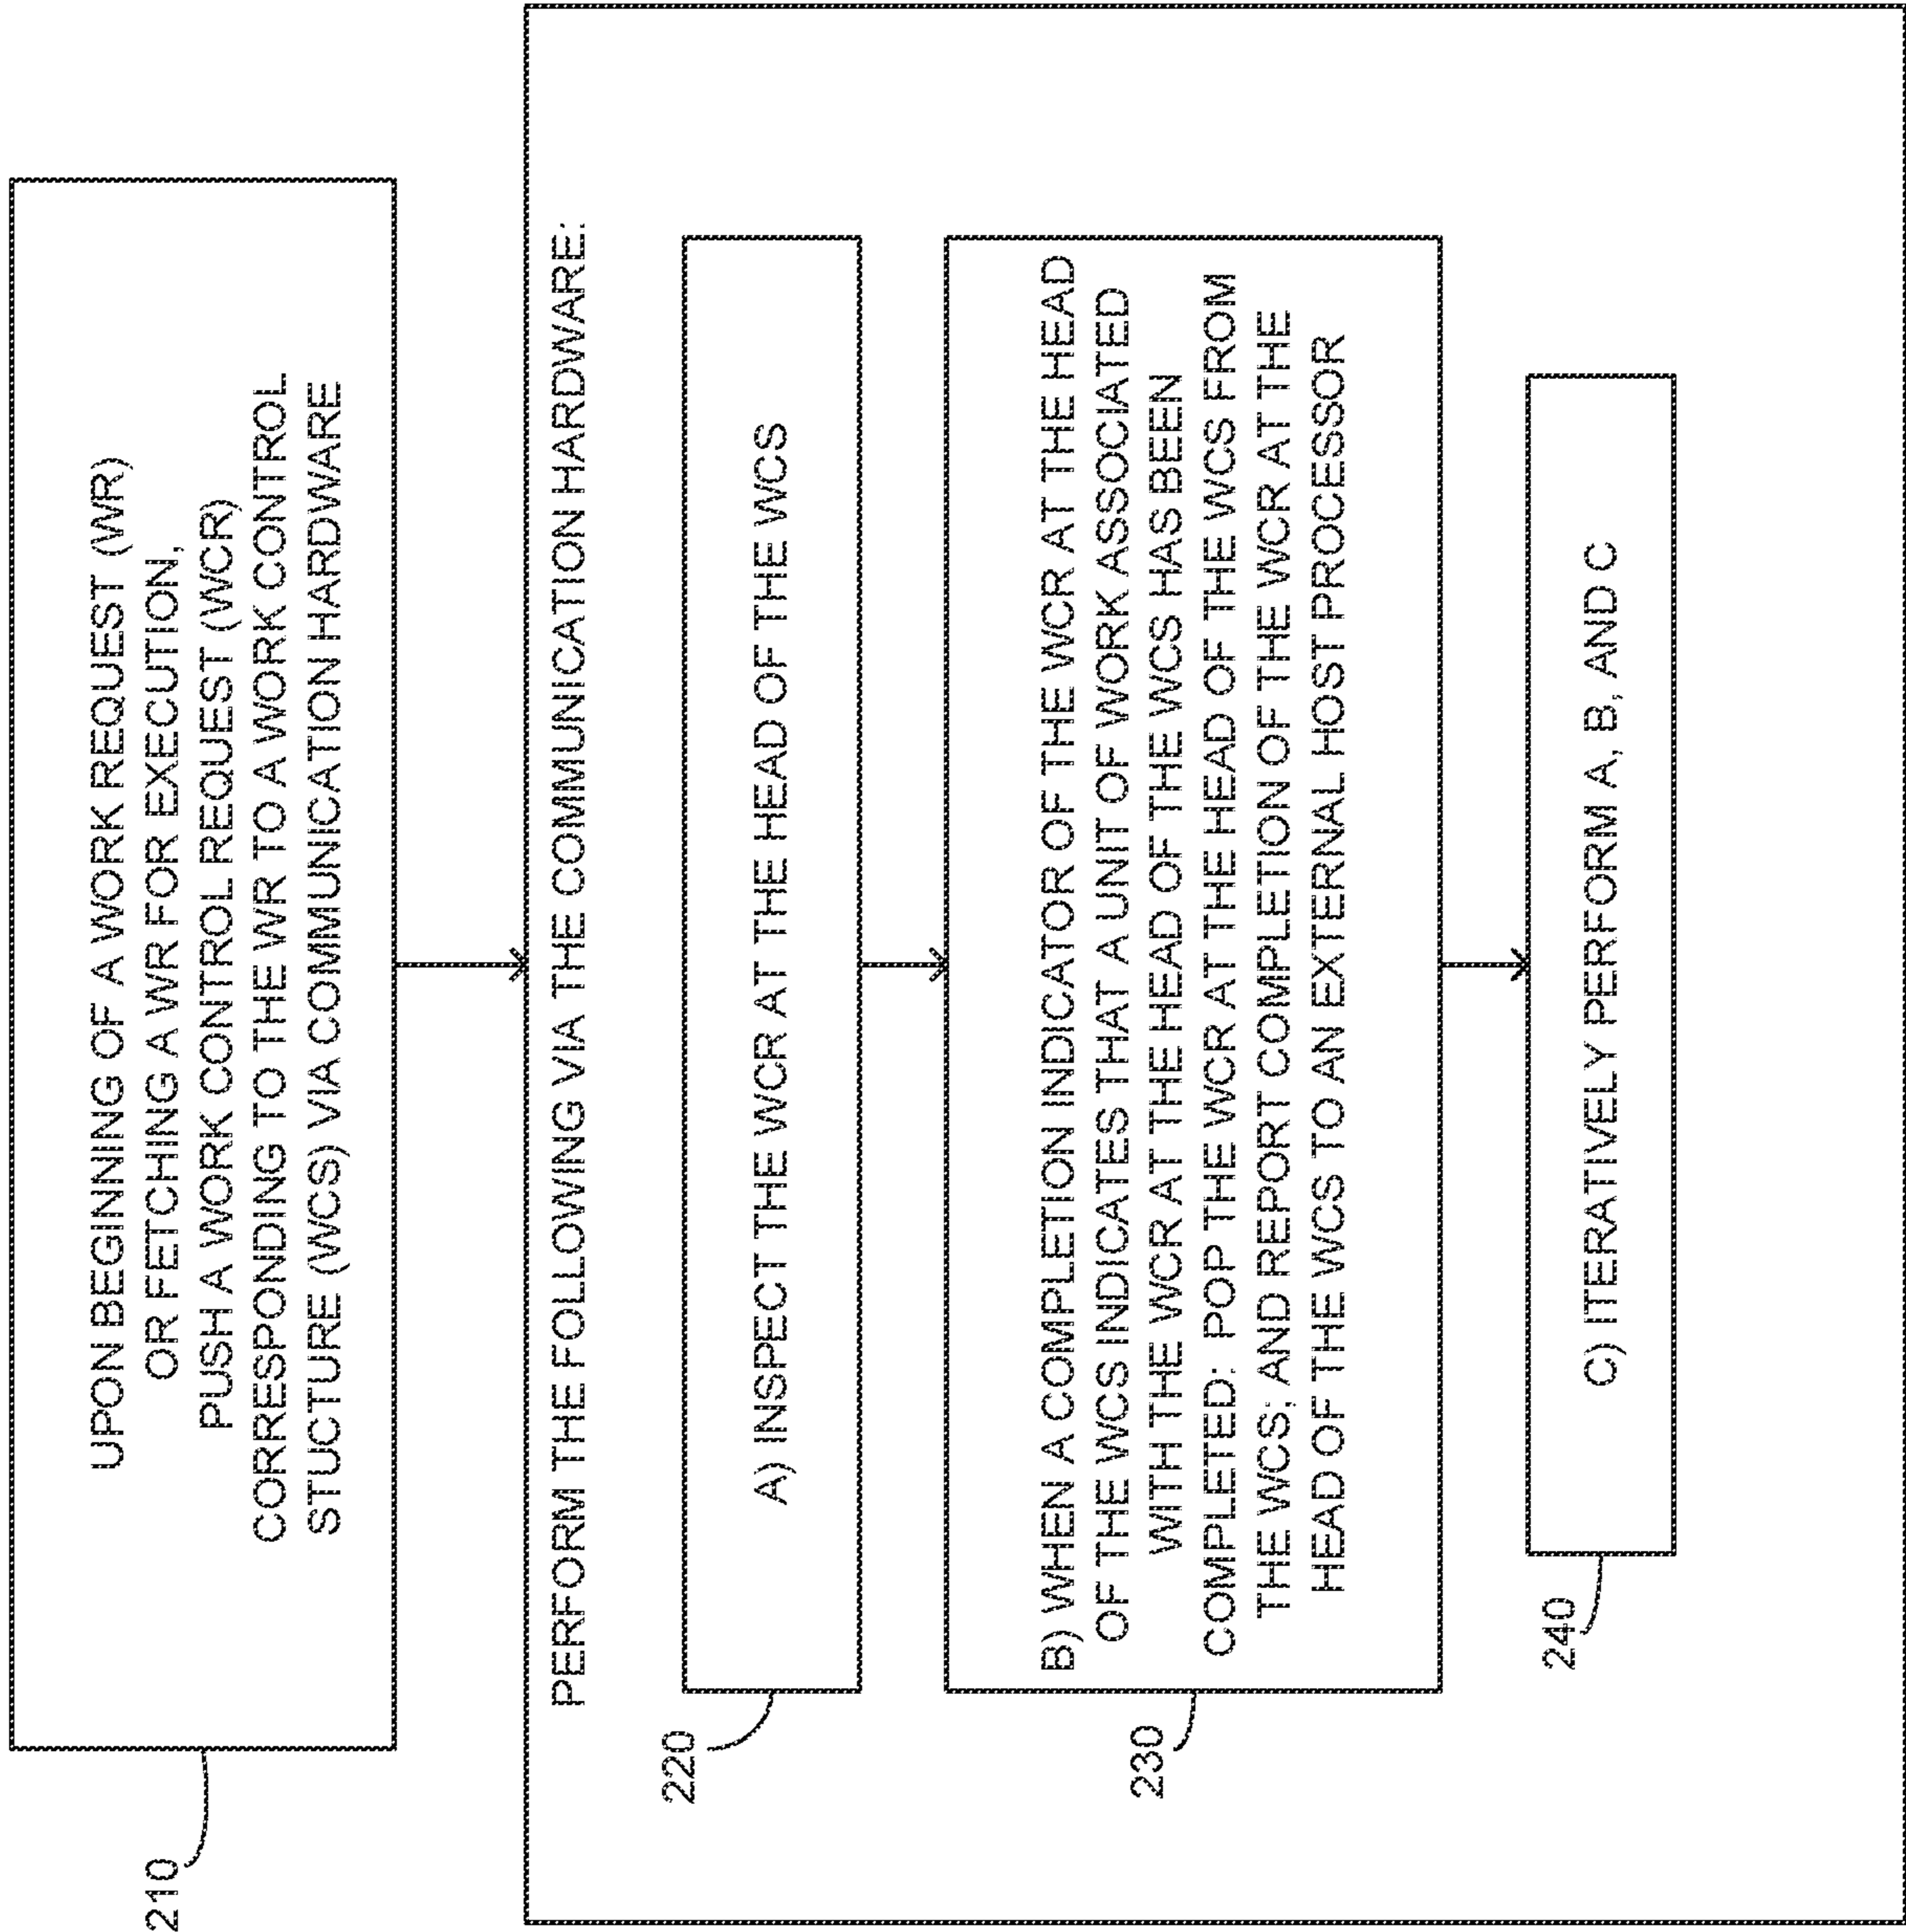 210
UPON BEGINNING OF A WORK REQUEST (WR)
OR FETCHING A WR FOR EXECUTION,
PUSH A WORK CONTROL REQUEST (WCR)
CORRESPONDING TO THE WR TO A WORK CONTROL
STUCTURE (WCS) VIA COMMUNICATION HARDWARE
PERFORM THE FOLLOWING VIA THE COMMUNICATION HARDWARE:
220
A) INSPECT THE WCR AT THE HEAD OF THE WCS
230
B) WHEN A COMPLETION INDICATOR OF THE WCR AT THE HEAD
OF THE WCS INDICATES THAT A UNIT OF WORK ASSOCIATED
WITH THE WCR AT THE HEAD OF THE WCS HAS BEEN
COMPLETED: POP THE WCR AT THE HEAD OF THE WCS FROM
THE WCS; AND REPORT COMPLETION OF THE WCR AT THE
HEAD OF THE WCS TO AN EXTERNAL HOST PROCESSOR
240
C) ITERATIVELY PERFORM A, B, AND C